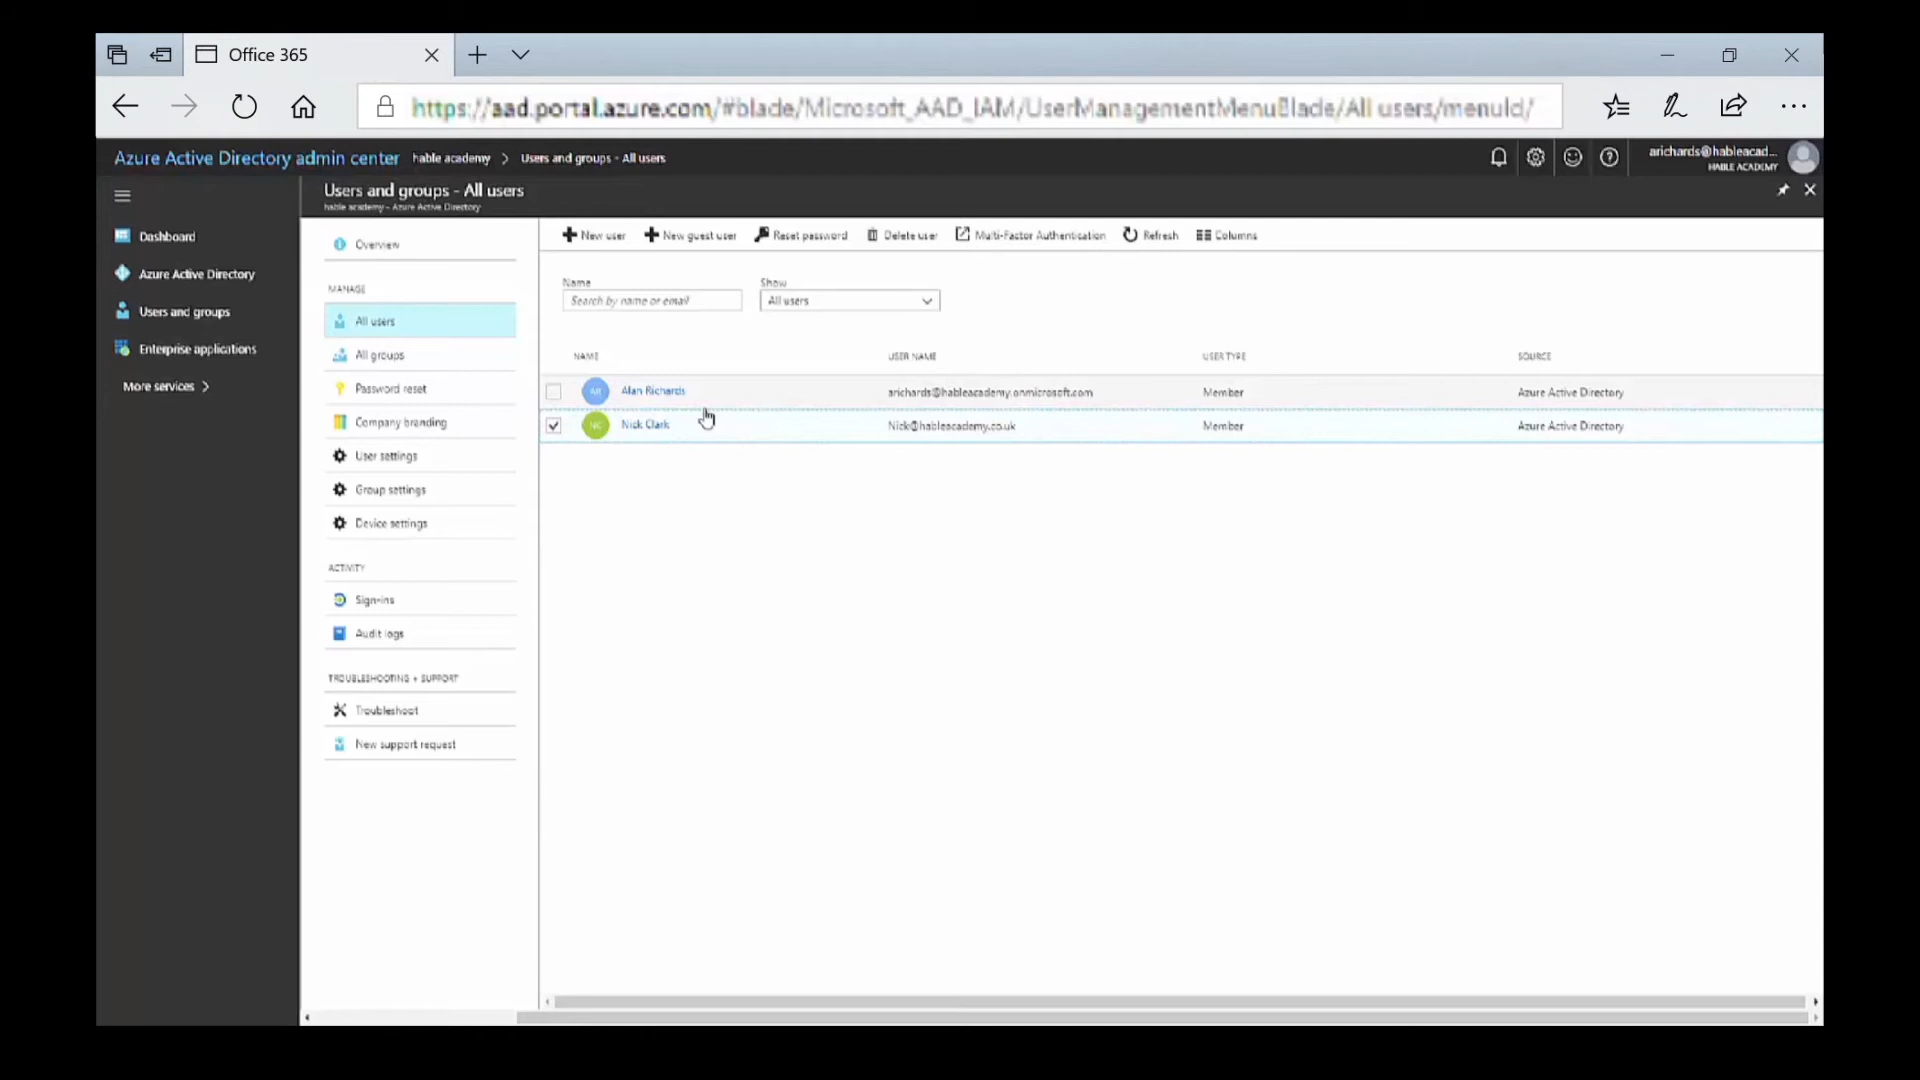 Office 365
https://aad.portal.azure.com/#blade/Microsoft_AAD_IAM/UserManagementMenuBlade/All users/menuId/
Azure Active Directory admin center hable academy > Users and groups - All users
arichards@hableacad...
HABLE ACADEMY
Users and groups - All users
hable academy - Azure Active Directory
Dashboard
Azure Active Directory
Users and groups
Enterprise applications
More services >
Overview
MANAGE
All users
All groups
Password reset
Company branding
User settings
Group settings
Device settings
ACTIVITY
Sign-ins
Audit logs
TROUBLESHOOTING + SUPPORT
Troubleshoot
New support request
New user New guest user Reset password Delete user Multi-Factor Authentication Refresh Columns
Name Show
Search by name or email All users
NAME USER NAME USER TYPE SOURCE
AR Alan Richards arichards@hableacademy.onmicrosoft.com Member Azure Active Directory
NC Nick Clark Nick@hableacademy.co.uk Member Azure Active Directory